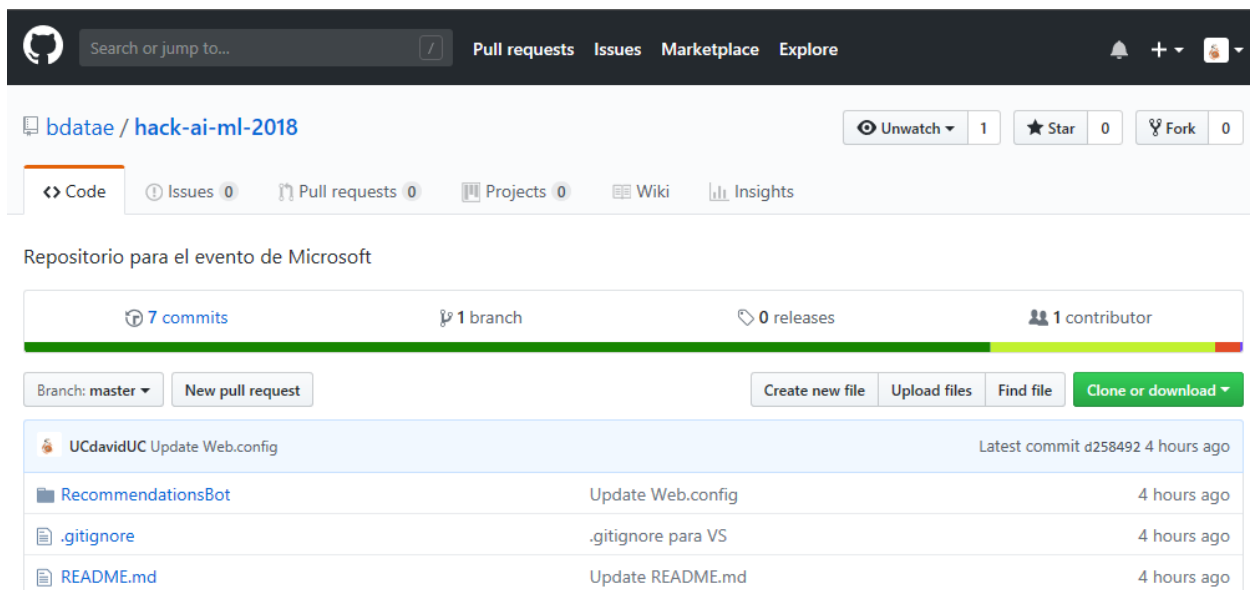 Search or jump to... / Pull requests Issues Marketplace Explore
bdatae / hack-ai-ml-2018 Unwatch 1 Star 0 Fork 0
Code Issues 0 Pull requests 0 Projects 0 Wiki Insights
Repositorio para el evento de Microsoft
7 commits 1 branch 0 releases 1 contributor
Branch: master New pull request Create new file Upload files Find file Clone or download
UCdavidUC Update Web.config Latest commit d258492 4 hours ago
RecommendationsBot Update Web.config 4 hours ago
.gitignore .gitignore para VS 4 hours ago
README.md Update README.md 4 hours ago